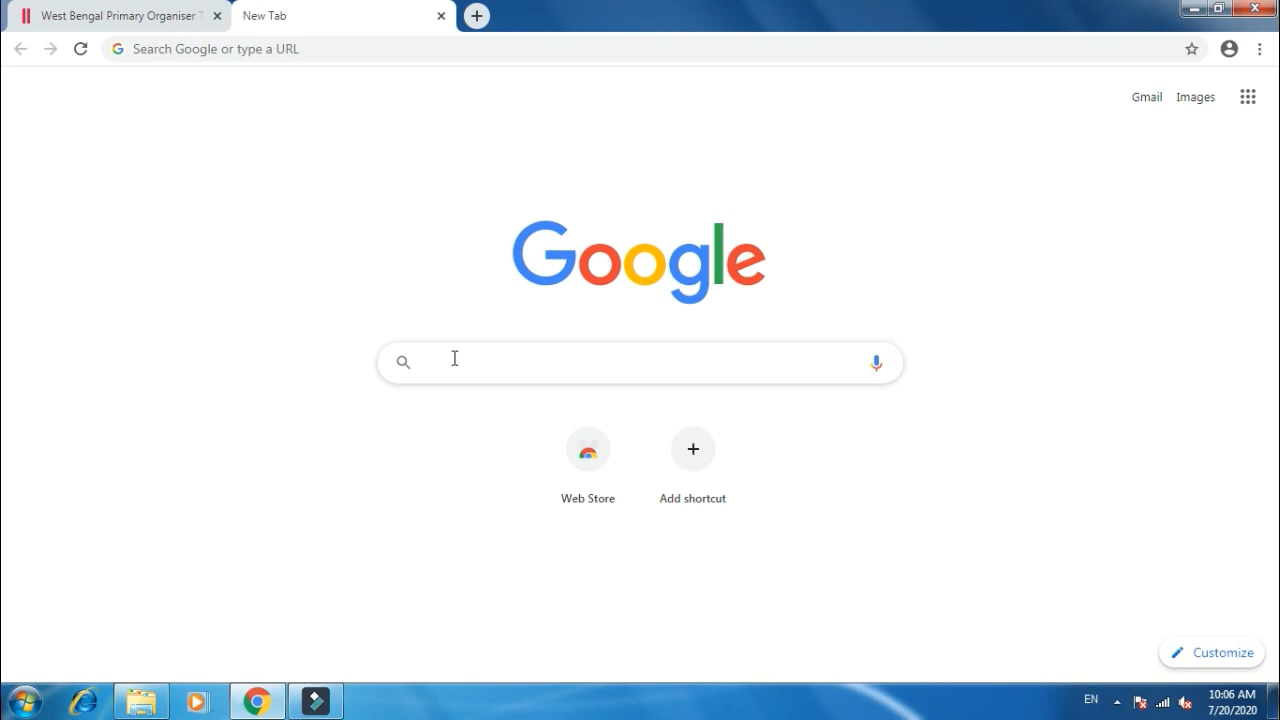 West Bengal Primary Organiser T
New Tab
Search Google or type a URL
Gmail
Images
Google
Web Store
Add shortcut
Customize
EN
10:06 AM
7/20/2020